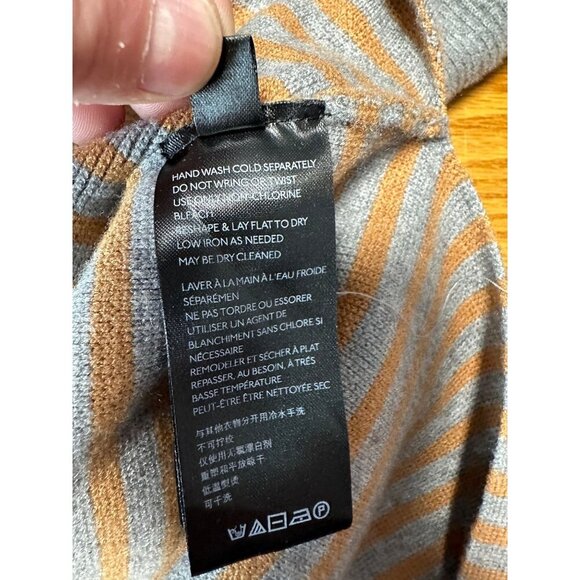 HAND WASH COLD SEPARATELY
DO NOT WRING OR TWIST
USE ONLY NON-CHLORINE
BLEACH
RESHAPE & LAY FLAT TO DRY
LOW IRON AS NEEDED
MAY BE DRY CLEANED
LAVER À LA MAIN À L'EAU FROIDE
SÉPARÉMEN
NE PAS TORDRE OU ESSORER
UTILISER UN AGENT DE
BLANCHIMENT SANS CHLORE SI
NÉCESSAIRE
REMODELER ET SÉCHER À PLAT
REPASSER, AU BESOIN, À TRÉS
BASSE TEMPÉRATURE
PEUT-ÊTRE ÊTRE NETTOYÉE SEC
与其他衣物分开用冷水手洗
不可拧绞
仅使用无氯漂白剂
重塑和平放晾干
低温型烫
可干洗
P